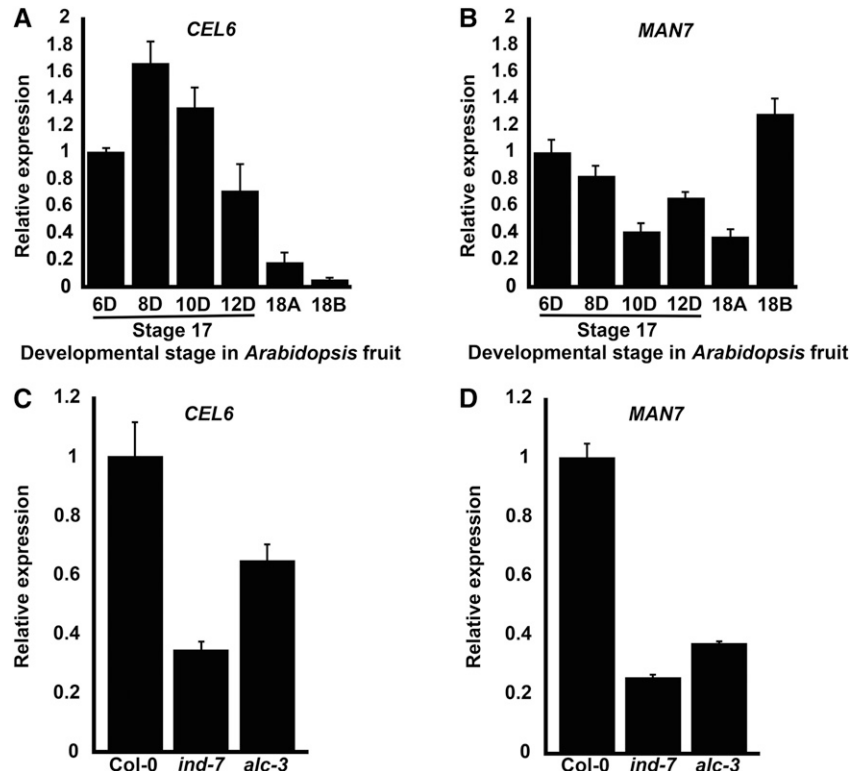 A
CEL6
Relative expression
2
1.8
1.6
1.4
1.2
1
0.8
0.6
0.4
0.2
0
6D 8D 10D 12D 18A 18B
Stage 17
Developmental stage in Arabidopsis fruit
B
MAN7
Relative expression
2
1.8
1.6
1.4
1.2
1
0.8
0.6
0.4
0.2
0
6D 8D 10D 12D 18A 18B
Stage 17
Developmental stage in Arabidopsis fruit
C
CEL6
Relative expression
1.2
1
0.8
0.6
0.4
0.2
0
Col-0 ind-7 alc-3
D
MAN7
Relative expression
1.2
1
0.8
0.6
0.4
0.2
0
Col-0 ind-7 alc-3